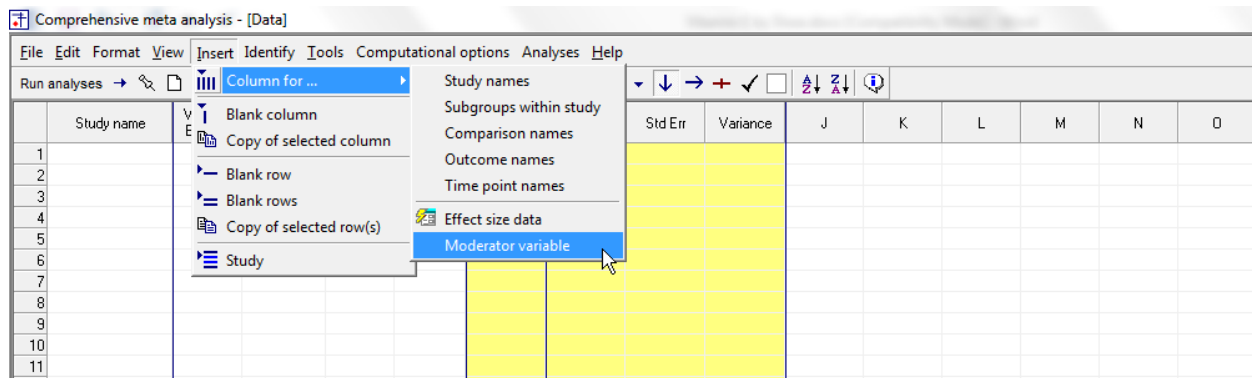 Comprehensive meta analysis - [Data]
File Edit Format View Insert Identify Tools Computational options Analyses Help
Run analyses
Column for ...
Blank column
Copy of selected column
Blank row
Blank rows
Copy of selected row(s)
Study
Study names
Subgroups within study
Comparison names
Outcome names
Time point names
Effect size data
Moderator variable
Study name Std Err Variance J K L M N O
1
2
3
4
5
6
7
8
9
10
11